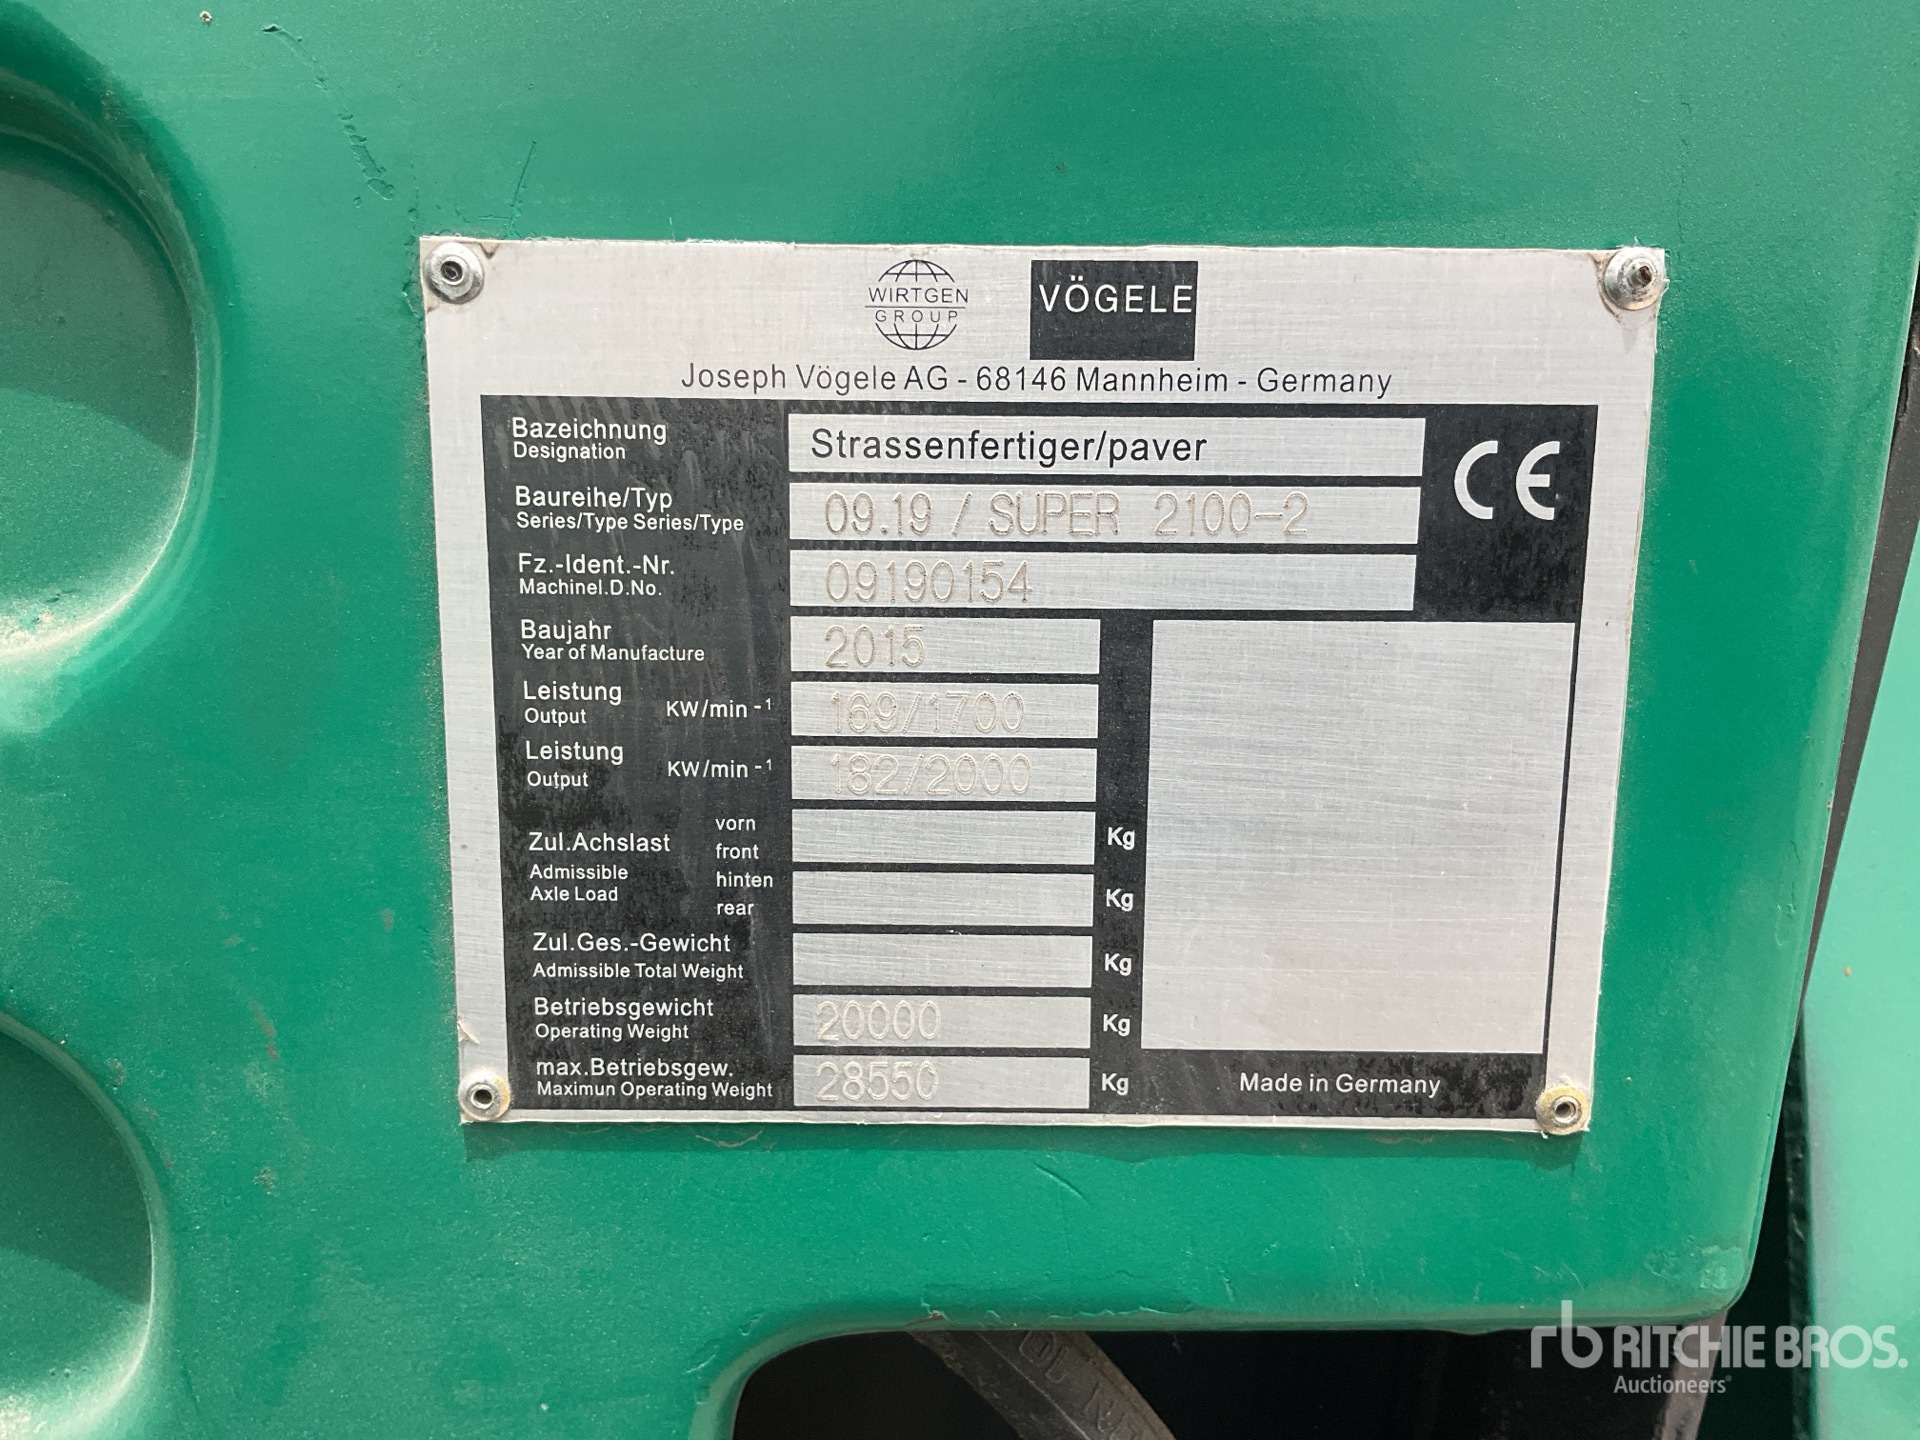 WIRTGEN
GROUP
VÖGELE
Joseph Vögele AG - 68146 Mannheim - Germany
Bazeichnung
Designation
Strassenfertiger/paver
CE
Baureihe/Typ
Series/Type Series/Type
09.19 / SUPER 2100-2
Fz.-Ident.-Nr.
MachineI.D.No.
09190154
Baujahr
Year of Manufacture
2015
Leistung
Output
KW/min -1
169/1700
Leistung
Output
KW/min -1
182/2000
Zul.Achslast
Admissible
Axle Load
vorn
front
Kg
hinten
rear
Kg
Zul.Ges.-Gewicht
Admissible Total Weight
Kg
Betriebsgewicht
Operating Weight
20000
Kg
max.Betriebsgew.
Maximun Operating Weight
28550
Kg
Made in Germany
rb RITCHIE BROS.
Auctioneers